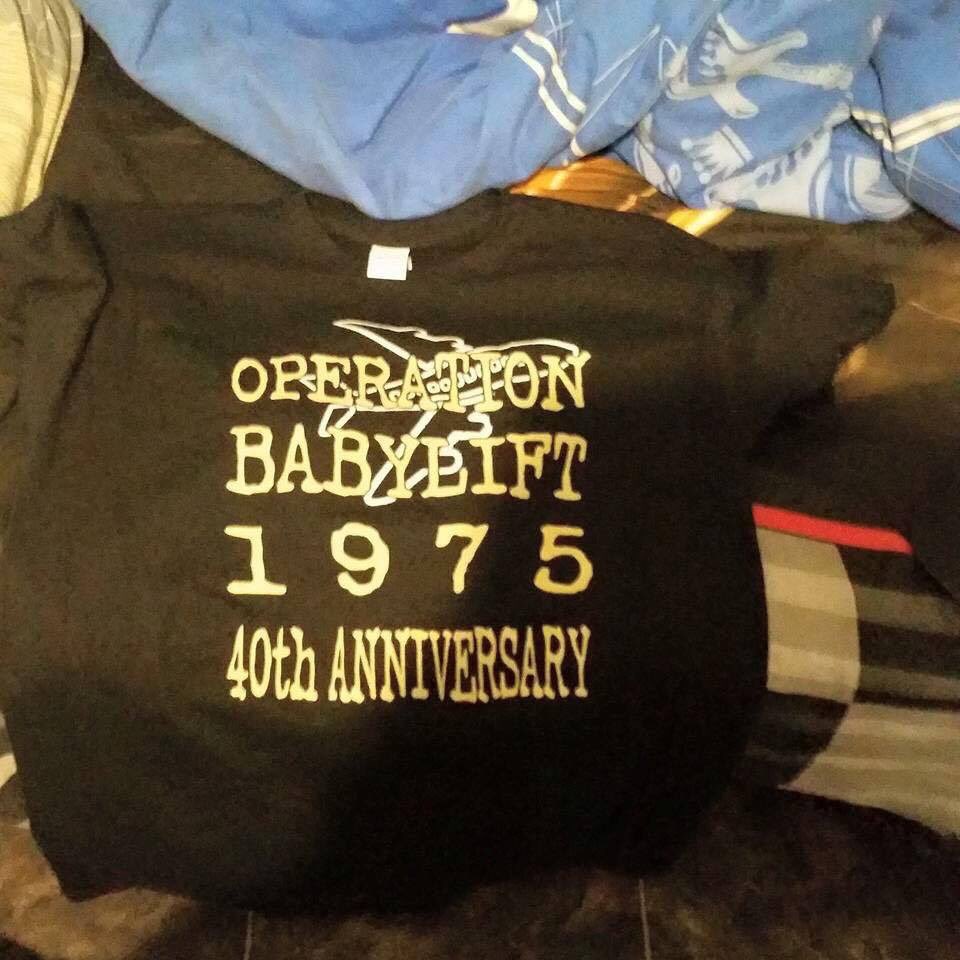 OPERATION
BABYLIFT
1975
40th ANNIVERSARY